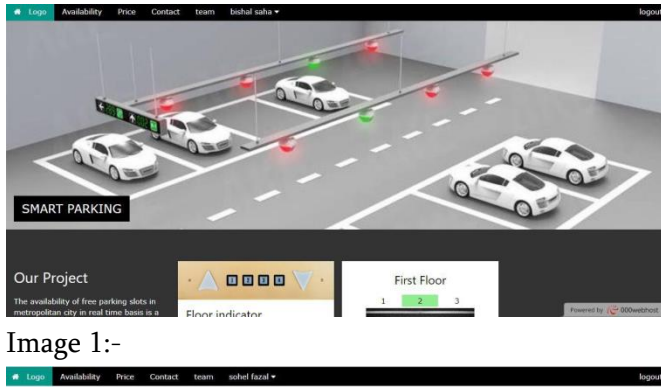 Logo Availability Price Contact team bishal saha logout
SMART PARKING
Our Project
The availability of free parking slots in
metropolitan city in real time basis is a
Floor indicator
First Floor
1 2 3
Powered by 000webhost
Image 1:-
Logo Availability Price Contact team sohel fazal logout